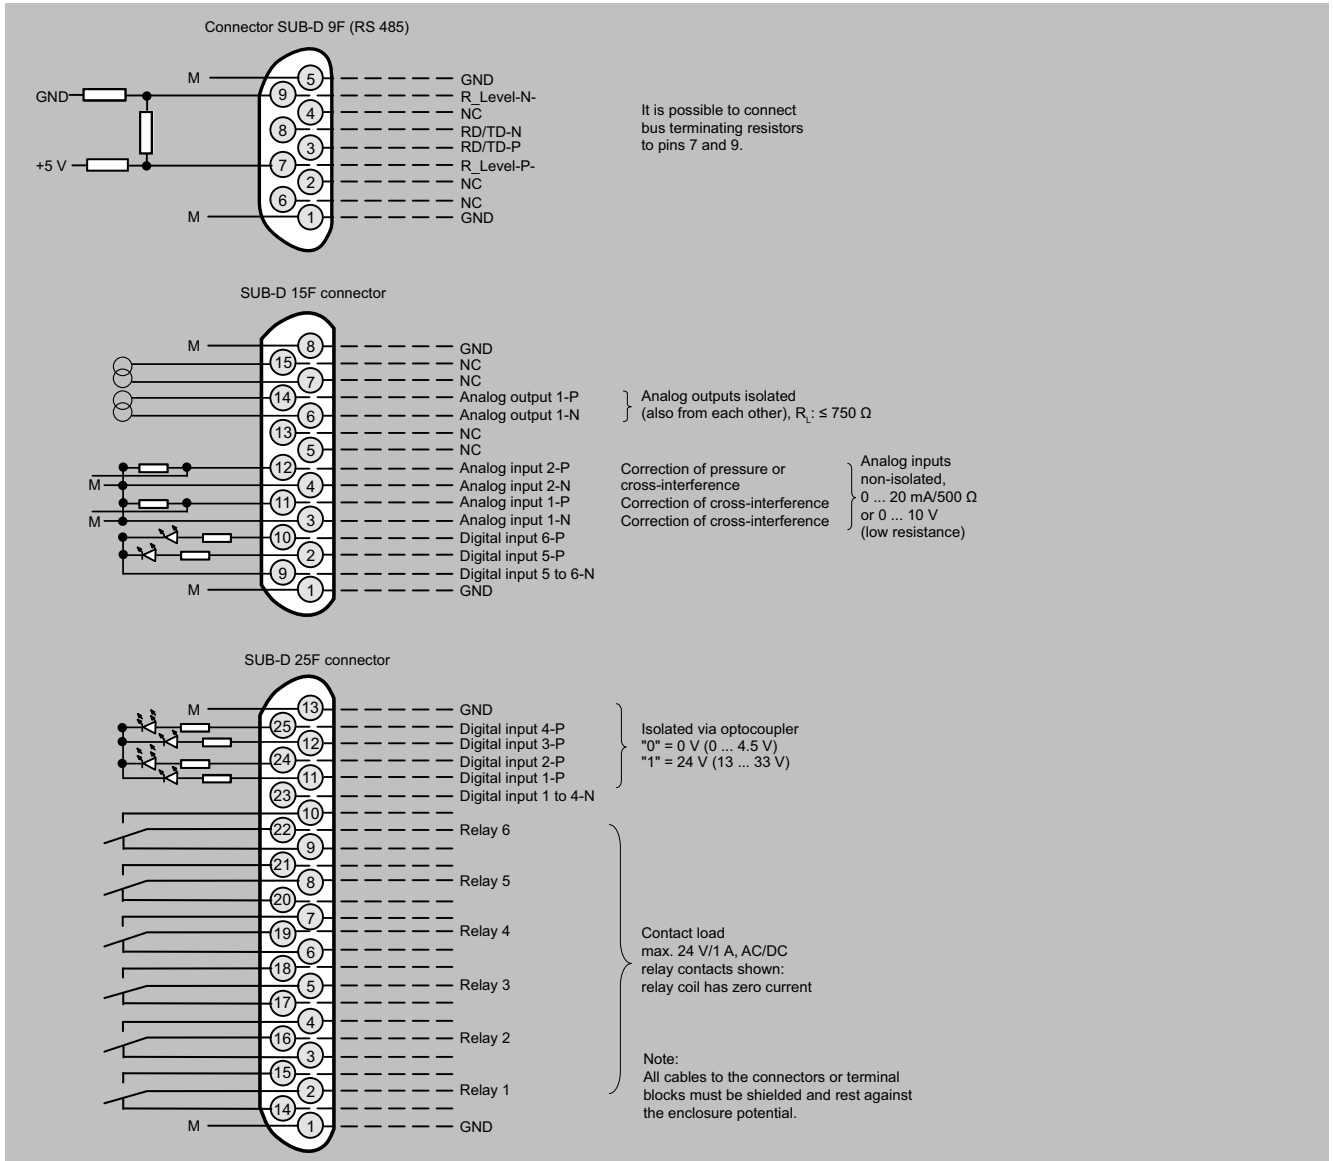 Connector SUB-D 9F (RS 485)
M 5 GND
GND 9 R_Level-N-
4 NC
8 RD/TD-N
3 RD/TD-P
+5 V 7 R_Level-P-
2 NC
6 NC
M 1 GND
It is possible to connect
bus terminating resistors
to pins 7 and 9.
SUB-D 15F connector
M 8 GND
15 NC
7 NC
14 Analog output 1-P
6 Analog output 1-N
13 NC
5 NC
12 Analog input 2-P
M 4 Analog input 2-N
11 Analog input 1-P
M 3 Analog input 1-N
10 Digital input 6-P
2 Digital input 5-P
9 Digital input 5 to 6-N
M 1 GND
Analog outputs isolated
(also from each other), RL: ≤ 750 Ω
Correction of pressure or
cross-interference
Correction of cross-interference
Correction of cross-interference
Analog inputs
non-isolated,
0 ... 20 mA/500 Ω
or 0 ... 10 V
(low resistance)
SUB-D 25F connector
M 13 GND
25 Digital input 4-P
12 Digital input 3-P
24 Digital input 2-P
11 Digital input 1-P
23 Digital input 1 to 4-N
10
22 Relay 6
9
21
8 Relay 5
20
7
19 Relay 4
6
18
5 Relay 3
17
4
16 Relay 2
3
15
2 Relay 1
14
M 1 GND
Isolated via optocoupler
"0" = 0 V (0 ... 4.5 V)
"1" = 24 V (13 ... 33 V)
Contact load
max. 24 V/1 A, AC/DC
relay contacts shown:
relay coil has zero current
Note:
All cables to the connectors or terminal
blocks must be shielded and rest against
the enclosure potential.